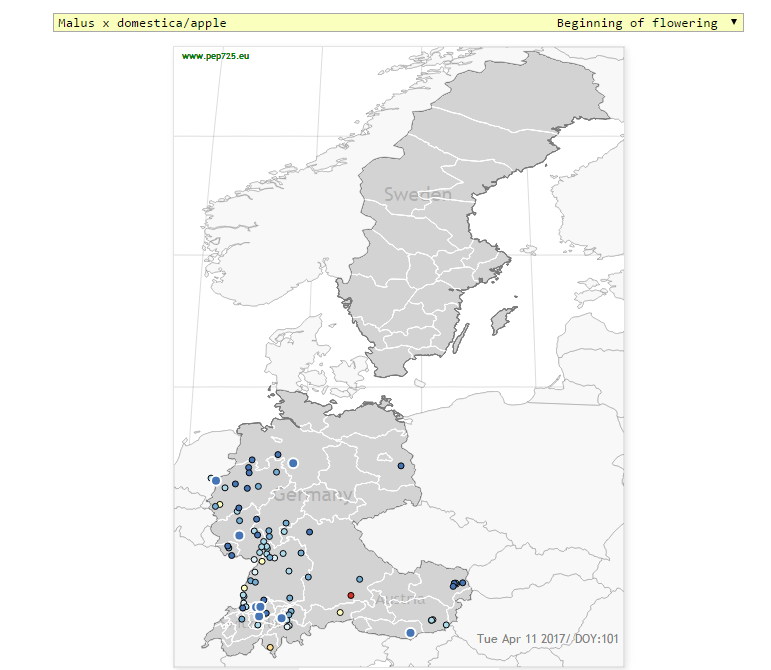 Malus x domestica/apple Beginning of flowering
www.pep725.eu
Sweden
Germany
Austria
Tue Apr 11 2017/ DOY:101